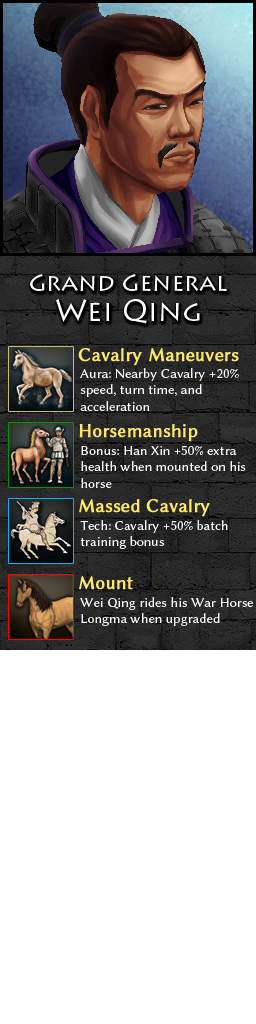 Grand General
Wei Qing
Cavalry Maneuvers
Aura: Nearby Cavalry +20%
speed, turn time, and
acceleration
Horsemanship
Bonus: Han Xin +50% extra
health when mounted on his
horse
Massed Cavalry
Tech: Cavalry +50% batch
training bonus
Mount
Wei Qing rides his War Horse
Longma when upgraded